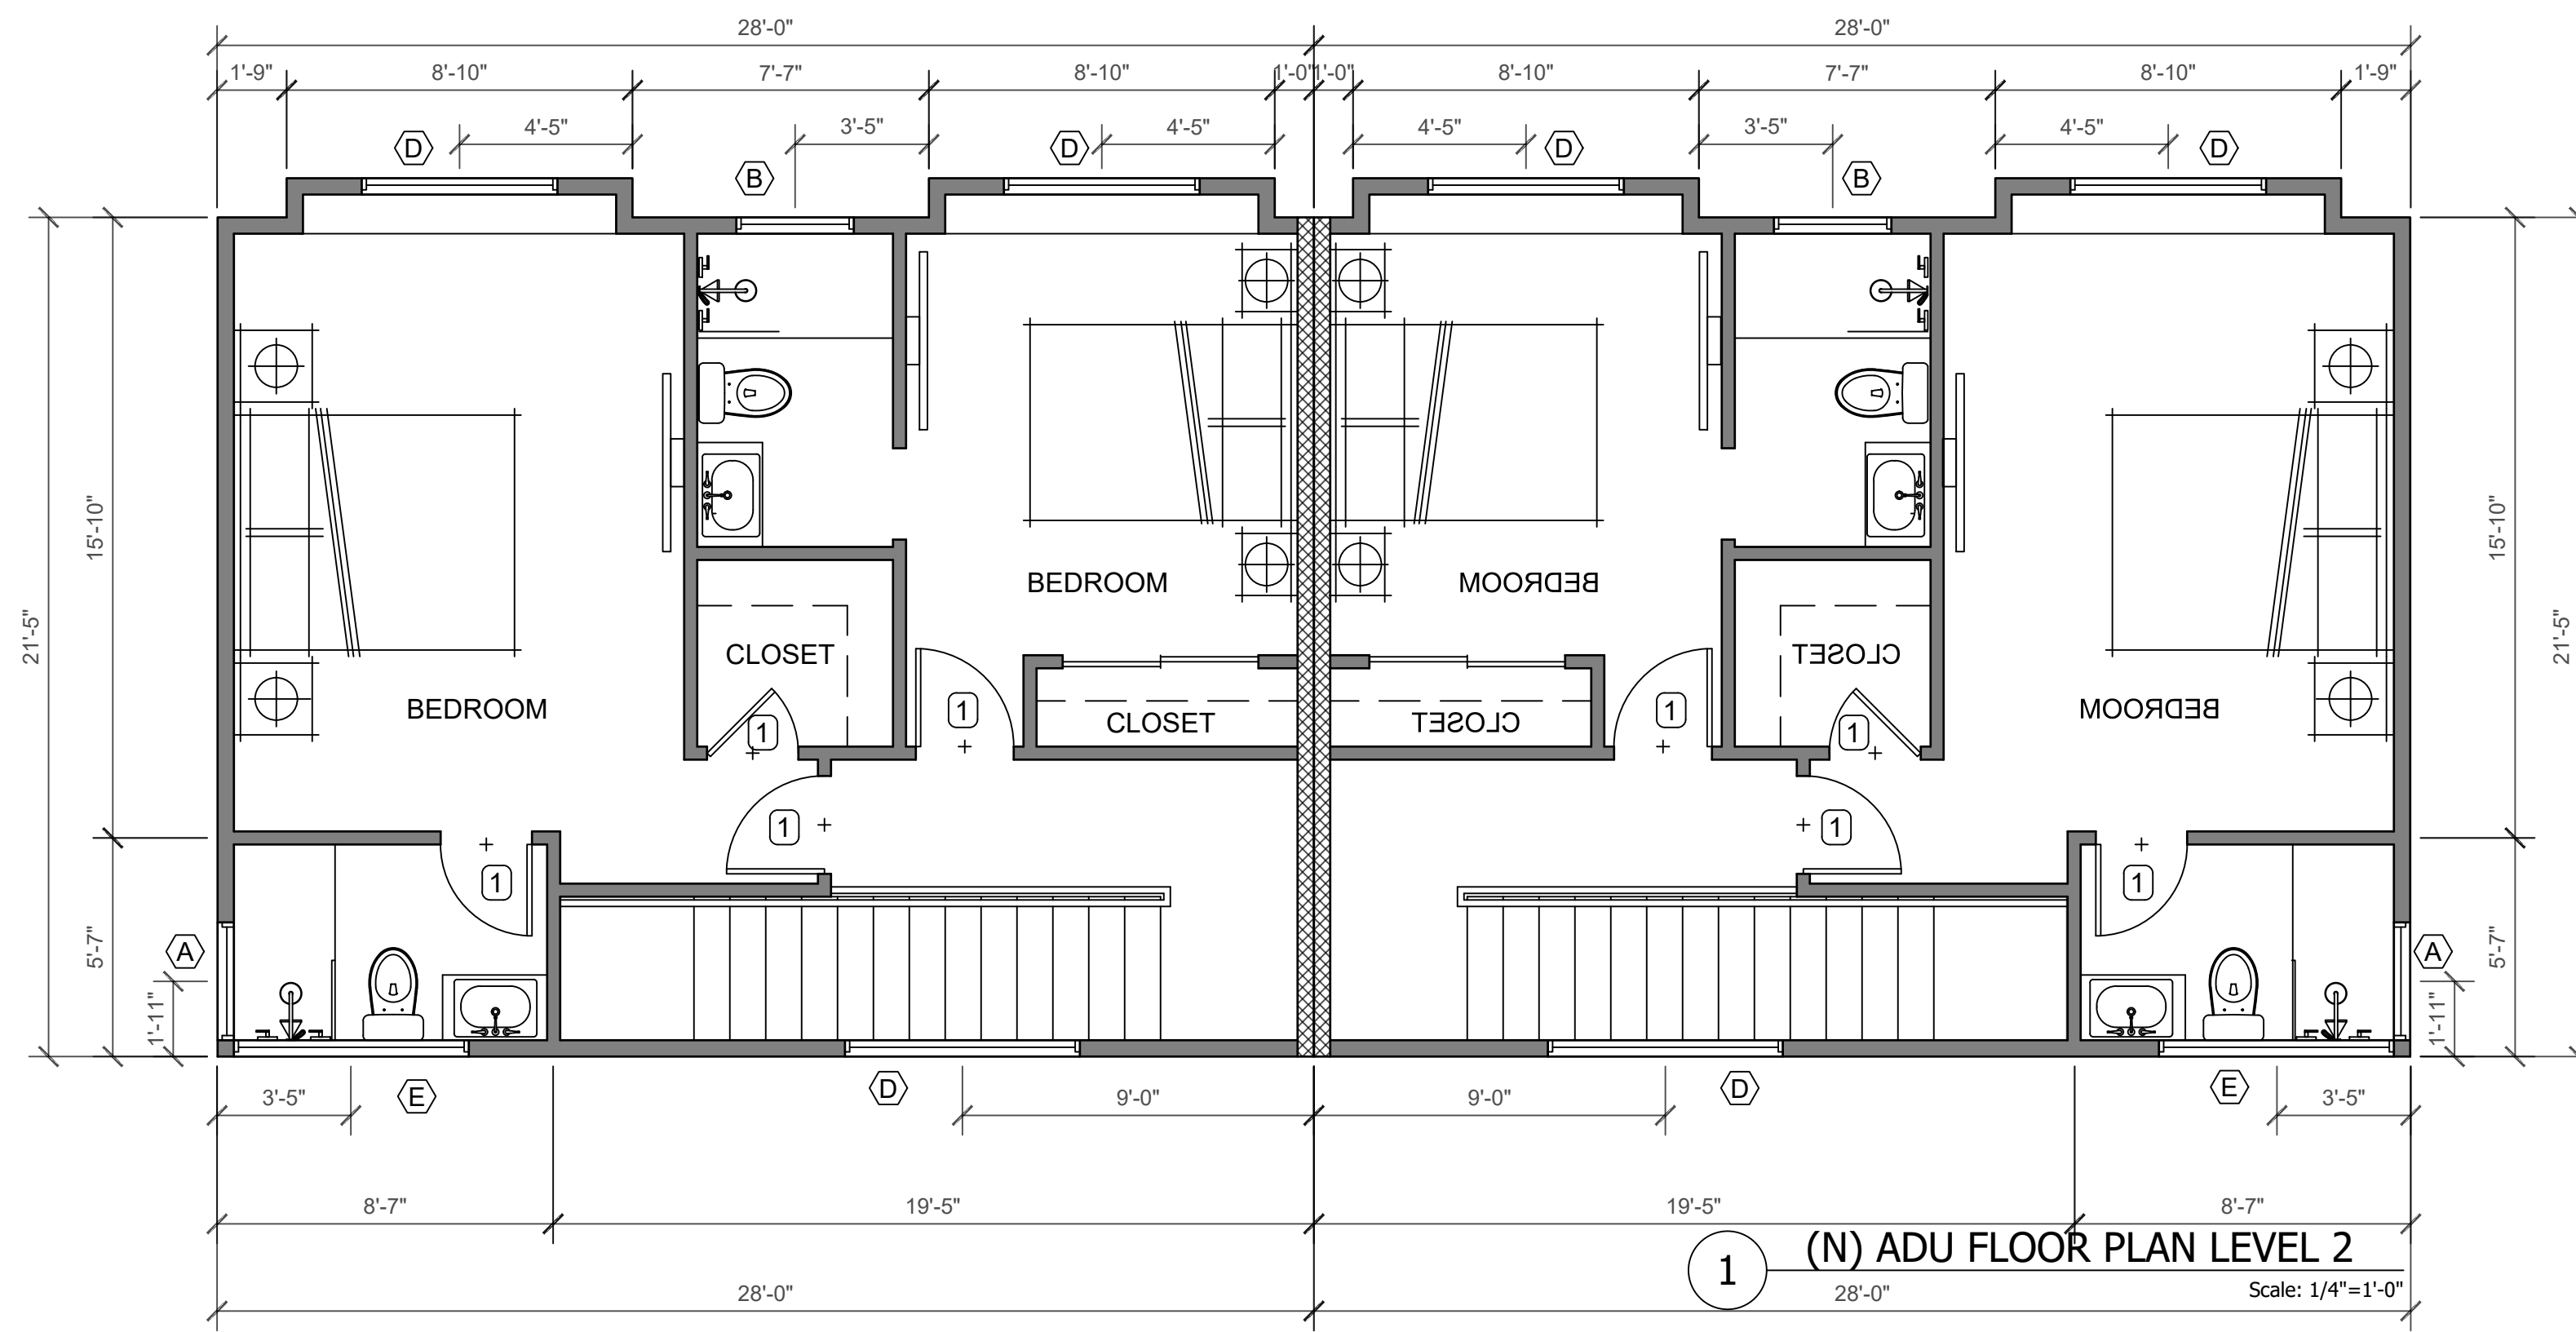 28'-0" 28'-0"
1'-9" 8'-10" 7'-7" 8'-10" 1'-0" 1'-0" 8'-10" 7'-7" 8'-10" 1'-9"
4'-5" 3'-5" 4'-5" 4'-5" 3'-5" 4'-5"
D D D D
B B
15'-10" 15'-10"
21'-5" 21'-5"
BEDROOM BEDROOM
CLOSET CLOSET
BEDROOM BEDROOM
1 1
CLOSET CLOSET
1 1
1 1
1 1
A A
5'-7" 5'-7"
1'-11" 1'-11"
E D D E
3'-5" 9'-0" 9'-0" 3'-5"
8'-7" 19'-5" 19'-5" 8'-7"
1 (N) ADU FLOOR PLAN LEVEL 2
Scale: 1/4"=1'-0"
28'-0" 28'-0"